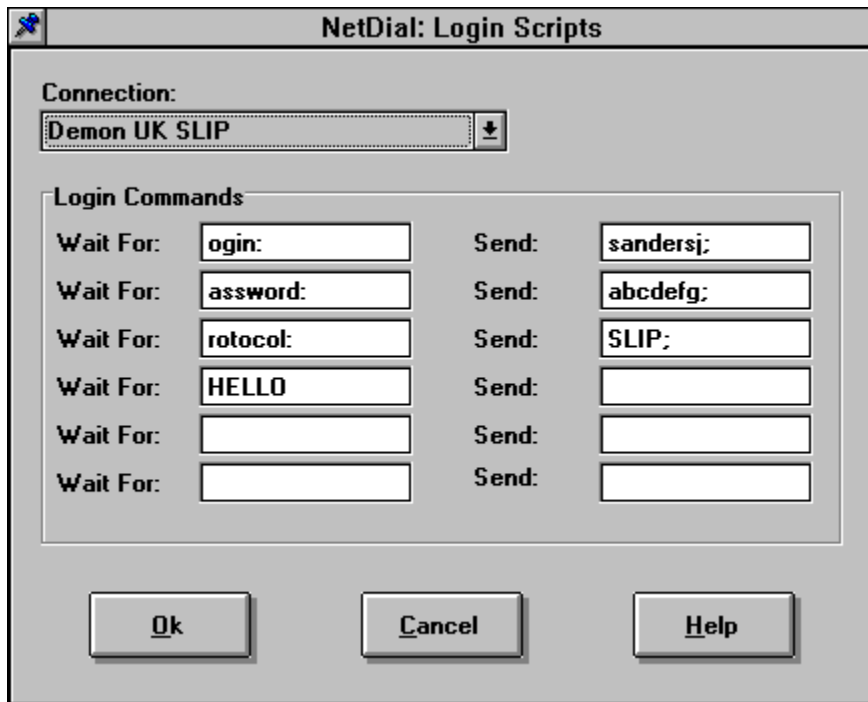 NetDial: Login Scripts
Connection:
Demon UK SLIP
Login Commands
Wait For: ogin: Send: sandersj;
Wait For: assword: Send: abcdefg;
Wait For: rotocol: Send: SLIP;
Wait For: HELLO Send:
Wait For: Send:
Wait For: Send:
Ok Cancel Help